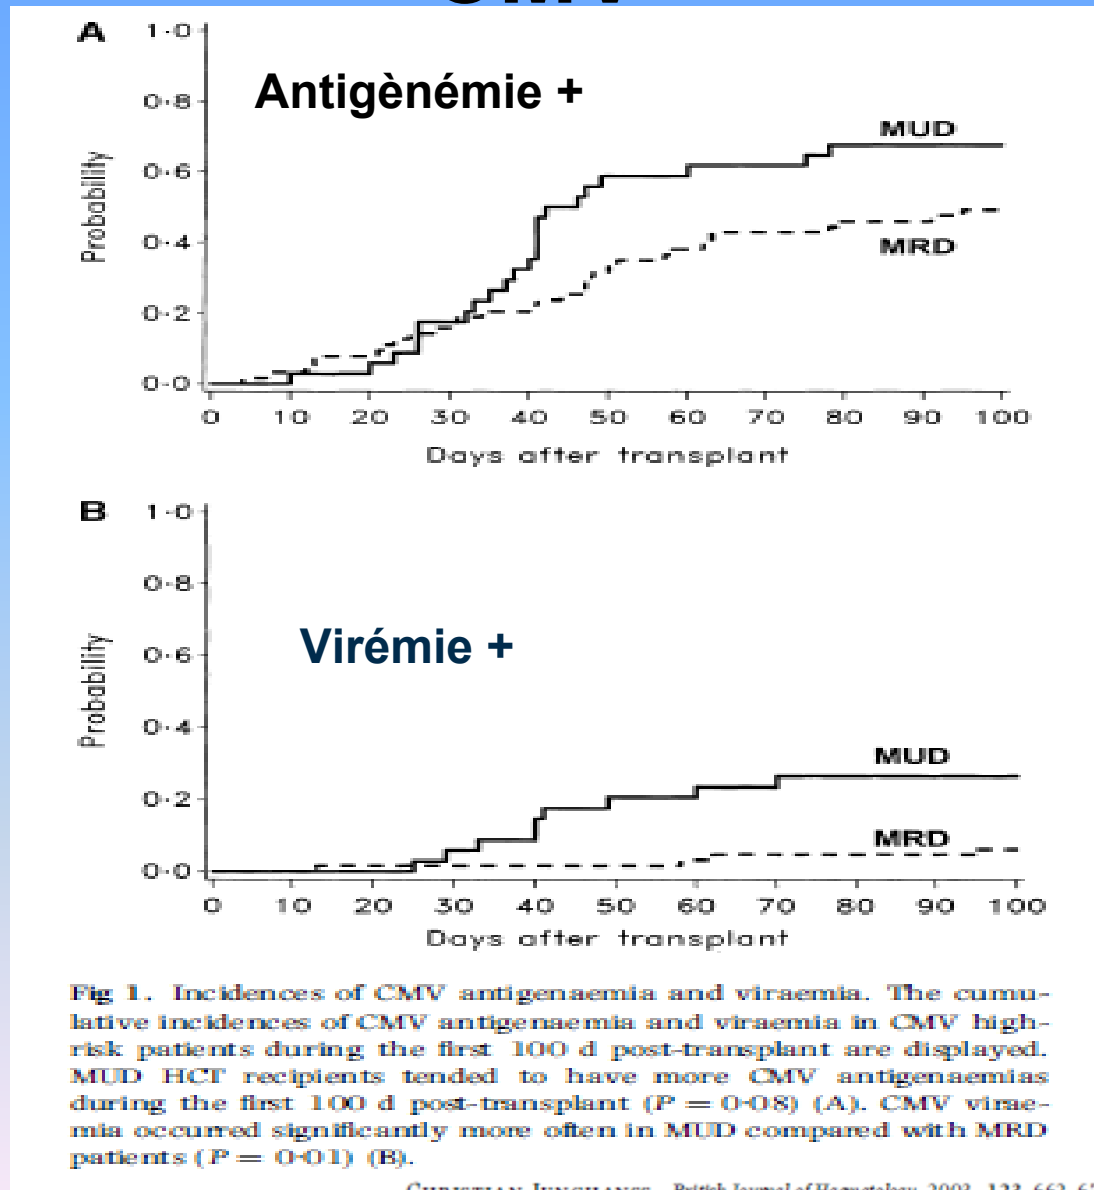 CMV
A
Antigènémie +
1·0
0·8
0·6
0·4
0·2
0·0
Probability
MUD
MRD
0 10 20 30 40 50 60 70 80 90 100
Days after transplant
B
Virémie +
1·0
0·8
0·6
0·4
0·2
0·0
Probability
MUD
MRD
0 10 20 30 40 50 60 70 80 90 100
Days after transplant
Fig 1. Incidences of CMV antigenaemia and viraemia. The cumu-
lative incidences of CMV antigenaemia and viraemia in CMV high-
risk patients during the first 100 d post-transplant are displayed.
MUD HCT recipients tended to have more CMV antigenaemias
during the first 100 d post-transplant (P = 0·08) (A). CMV virae-
mia occurred significantly more often in MUD compared with MRD
patients (P = 0·01) (B).
British Journal of Haematology, 2003, 123, 662